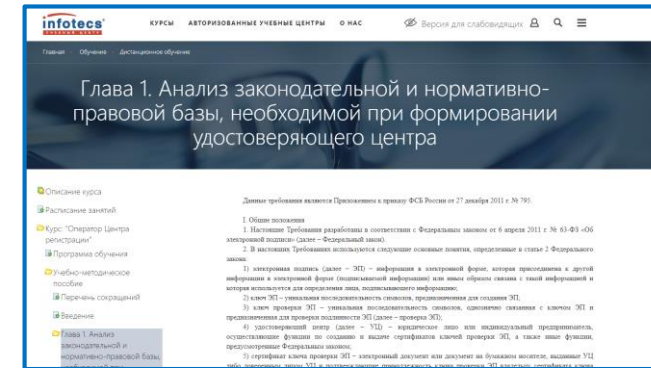 infotecs
УЧЕБНЫЙ ЦЕНТР
КУРСЫ АВТОРИЗОВАННЫЕ УЧЕБНЫЕ ЦЕНТРЫ О НАС Версия для слабовидящих
Главная Обучение Дистанционное обучение
Глава 1. Анализ законодательной и нормативно-
правовой базы, необходимой при формировании
удостоверяющего центра
Описание курса
Расписание занятий
Курс: "Оператор Центра
регистрации"
Программа обучения
Учебно-методическое
пособие
Перечень сокращений
Введение
Глава 1. Анализ
законодательной и
нормативно-правовой базы,
Данные требования являются Приложением к приказу ФСБ России от 27 декабря 2011 г. № 795.
I. Общие положения
1. Настоящие Требования разработаны в соответствии с Федеральным законом от 6 апреля 2011 г. № 63-ФЗ «Об
электронной подписи» (далее – Федеральный закон).
2. В настоящих Требованиях используются следующие основные понятия, определенные в статье 2 Федерального
закона:
1) электронная подпись (далее – ЭП) – информация в электронной форме, которая присоединена к другой
информации в электронной форме (подписываемой информации) или иным образом связана с такой информацией и
которая используется для определения лица, подписывающего информацию;
2) ключ ЭП – уникальная последовательность символов, предназначенная для создания ЭП;
3) ключ проверки ЭП – уникальная последовательность символов, однозначно связанная с ключом ЭП и
предназначенная для проверки подлинности ЭП (далее – проверка ЭП);
4) удостоверяющий центр (далее – УЦ) – юридическое лицо или индивидуальный предприниматель,
осуществляющие функции по созданию и выдаче сертификатов ключей проверки ЭП, а также иные функции,
предусмотренные Федеральным законом;
5) сертификат ключа проверки ЭП – электронный документ или документ на бумажном носителе, выданные УЦ